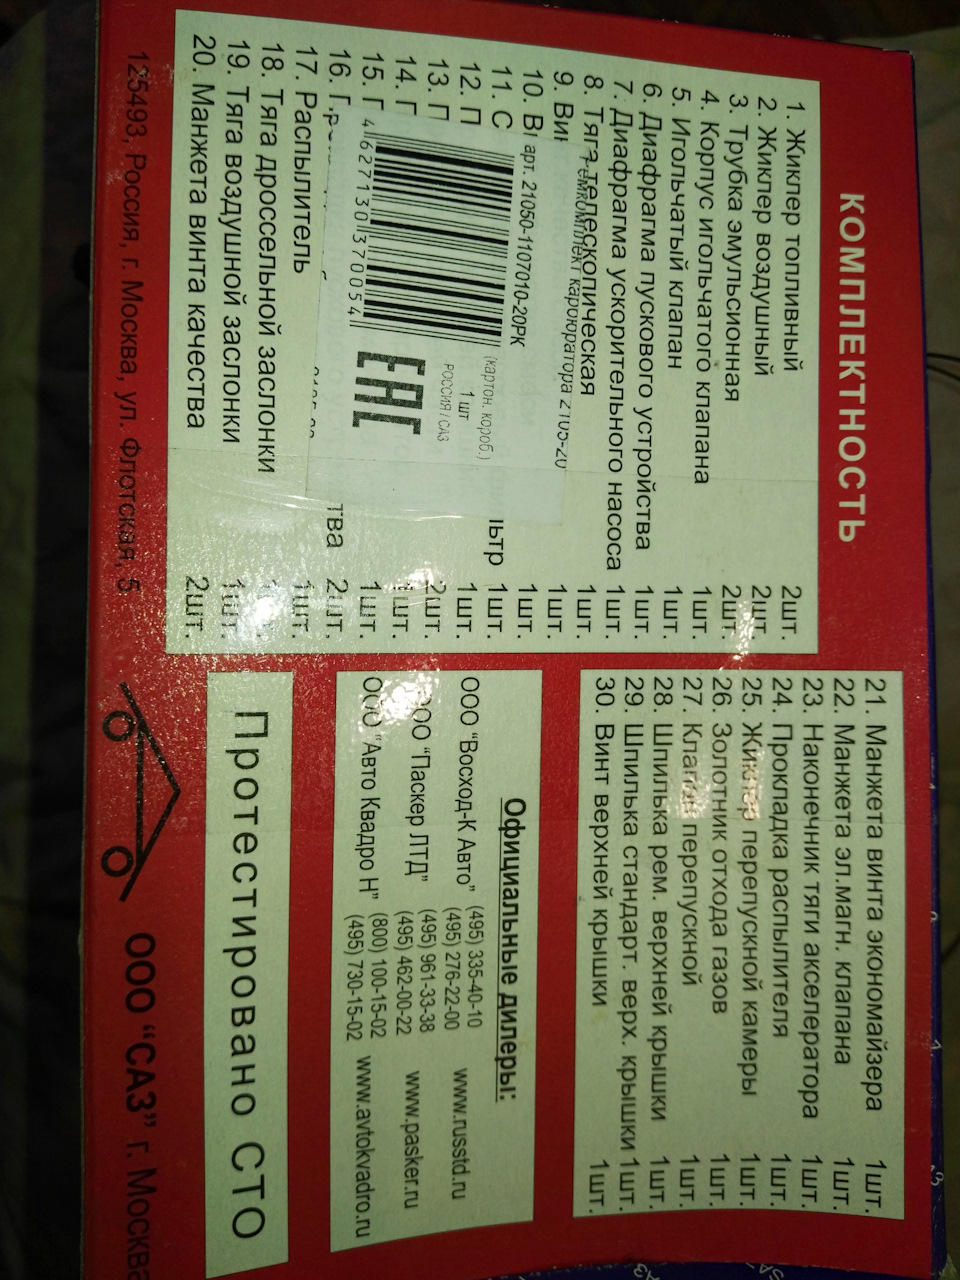 КОМПЛЕКТНОСТЬ
1. Жиклер топливный 2шт.
2. Жиклер воздушный 2шт.
3. Трубка эмульсионная 2шт.
4. Корпус игольчатого клапана 1шт.
5. Игольчатый клапан 1шт.
6. Диафрагма пускового устройства 1шт.
7. Диафрагма ускорительного насоса 1шт.
8. Тяга телескопическая 1шт.
9. 1шт.
10. 1шт.
11. 1шт.
12. 1шт.
13. 2шт.
14.
15. 1шт.
16. 2шт.
17. Распылитель 1шт.
18. Тяга дроссельной заслонки
19. Тяга воздушной заслонки
20. Манжета винта качества 2шт.
Ремкомплект карбюратора 2105-20
арт. 21050-1107010-20РК
(картон. короб.)
1 шт
РОССИЯ / САЗ
4 627130 370054
ЕАС
21. Манжета винта экономайзера 1шт.
22. Манжета эл.магн. клапана 1шт.
23. Наконечник тяги акселератора 1шт.
24. Прокладка распылителя 1шт.
25. Жиклер перепускной камеры 1шт.
26. Золотник отхода газов 1шт.
27. Клапан перепускной 1шт.
28. Шпилька рем. верхней крышки 1шт.
29. Шпилька стандарт. верх. крышки 1шт.
30. Винт верхней крышки 1шт.
Официальные дилеры:
ООО "Восход-К Авто" (495) 335-40-10
(495) 276-22-00 www.russtd.ru
ООО "Паскер ЛТД" (495) 961-33-38
(495) 462-00-22 www.pasker.ru
ООО "Авто Квадро Н" (800) 100-15-02
(495) 730-15-02 www.avtokvadro.ru
Протестировано СТО
125493, Россия, г. Москва, ул. Флотская, 5
ООО "САЗ" г. Москва